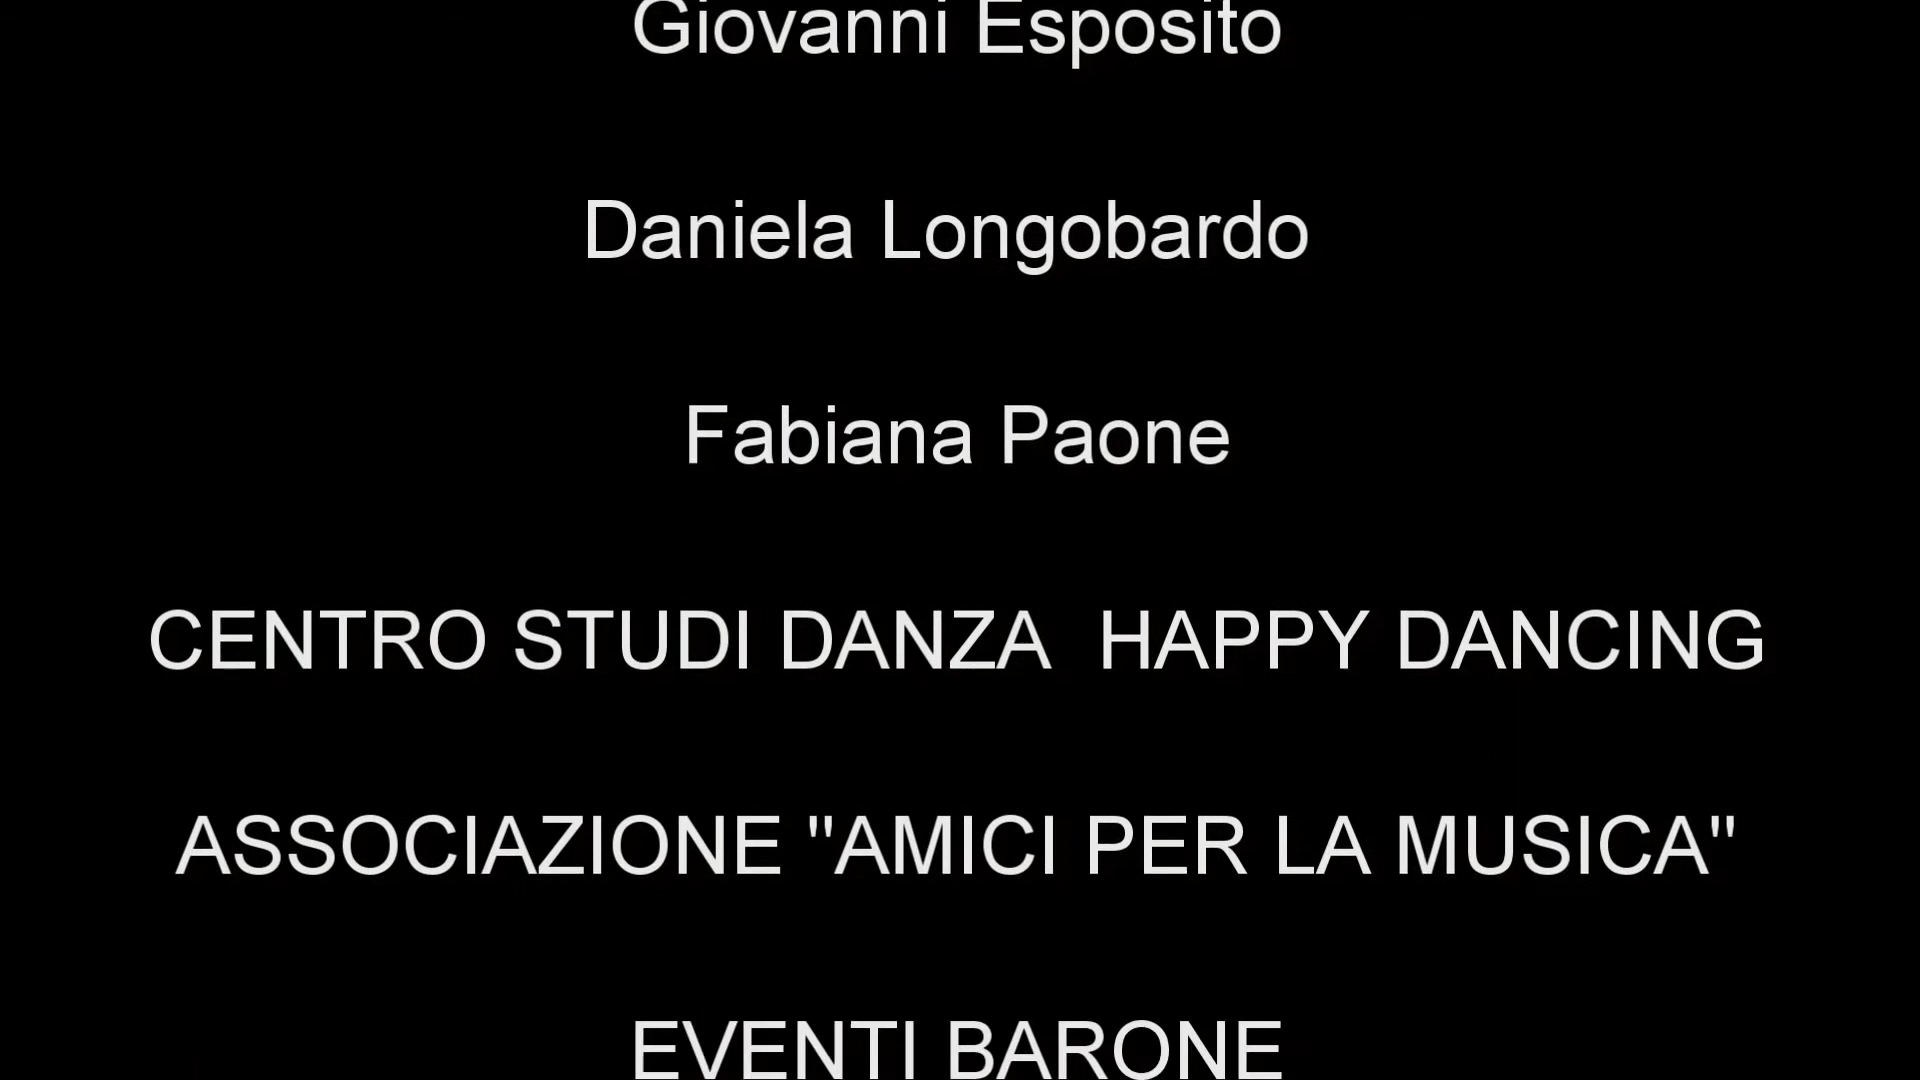 Giovanni Esposito
Daniela Longobardo
Fabiana Paone
CENTRO STUDI DANZA  HAPPY DANCING
ASSOCIAZIONE "AMICI PER LA MUSICA"
EVENTI BARONE